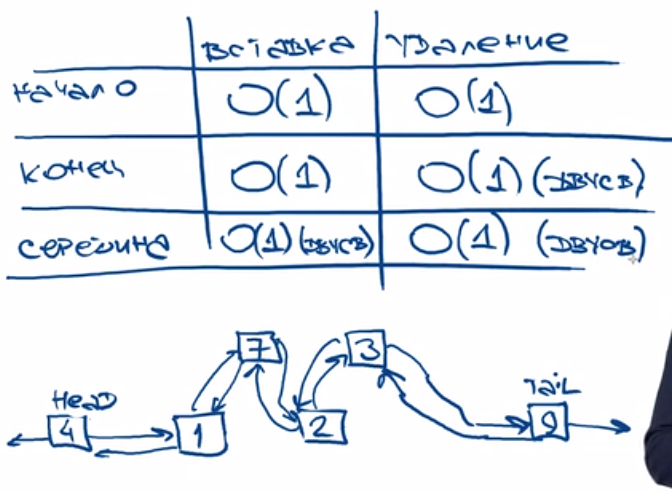 вставка удаление
начало O(1) O(1)
конец O(1) O(1) (двусв)
середина O(1) (двусв) O(1) (двусв)
7 3
Head Tail
4 1 2 9